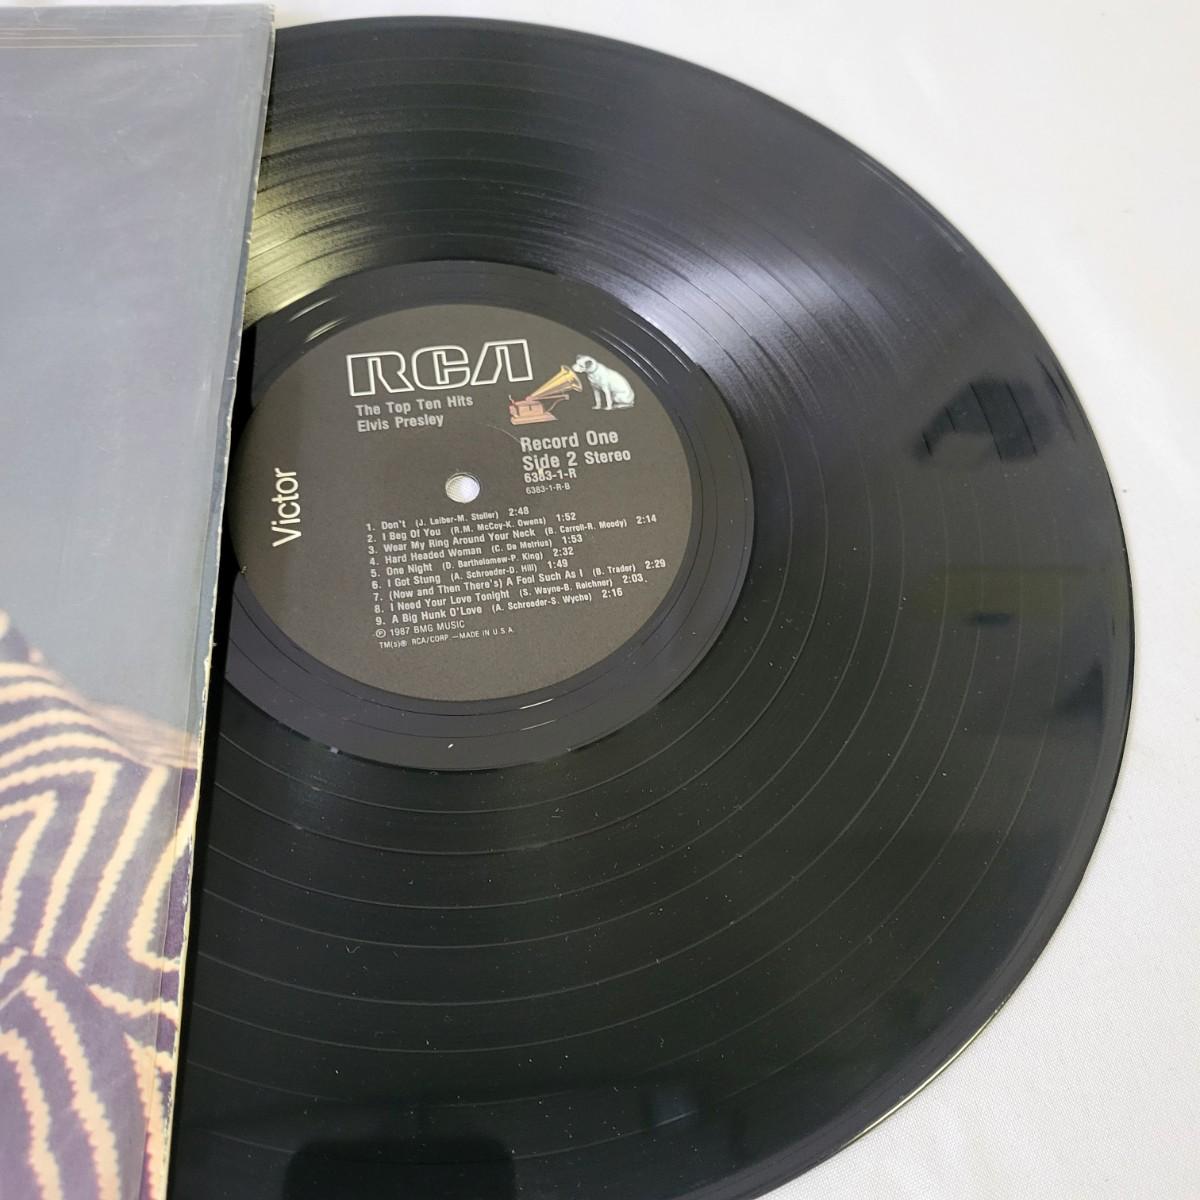 RCA
The Top Ten Hits
Elvis Presley
Record One
Side 2 Stereo
6383-1-R
6383-1-R-B
Victor
1. Don't (J. Leiber-M. Stoller) 2:48
2. I Beg Of You (R.M. McCoy-K. Owens) 1:52
3. Wear My Ring Around Your Neck (B. Carroll-R. Moody) 2:14
4. Hard Headed Woman (C. De Metrius) 1:53
5. One Night (D. Bartholomew-P. King) 2:32
6. I Got Stung (A. Schroeder-D. Hill) 1:49
7. (Now and Then There's) A Fool Such As I (B. Trader) 2:29
8. I Need Your Love Tonight (S. Wayne-B. Reichner) 2:03
9. A Big Hunk O'Love (A. Schroeder-S. Wyche) 2:16
℗ 1987 BMG MUSIC
TM(s)® RCA/CORP —MADE IN U.S.A.